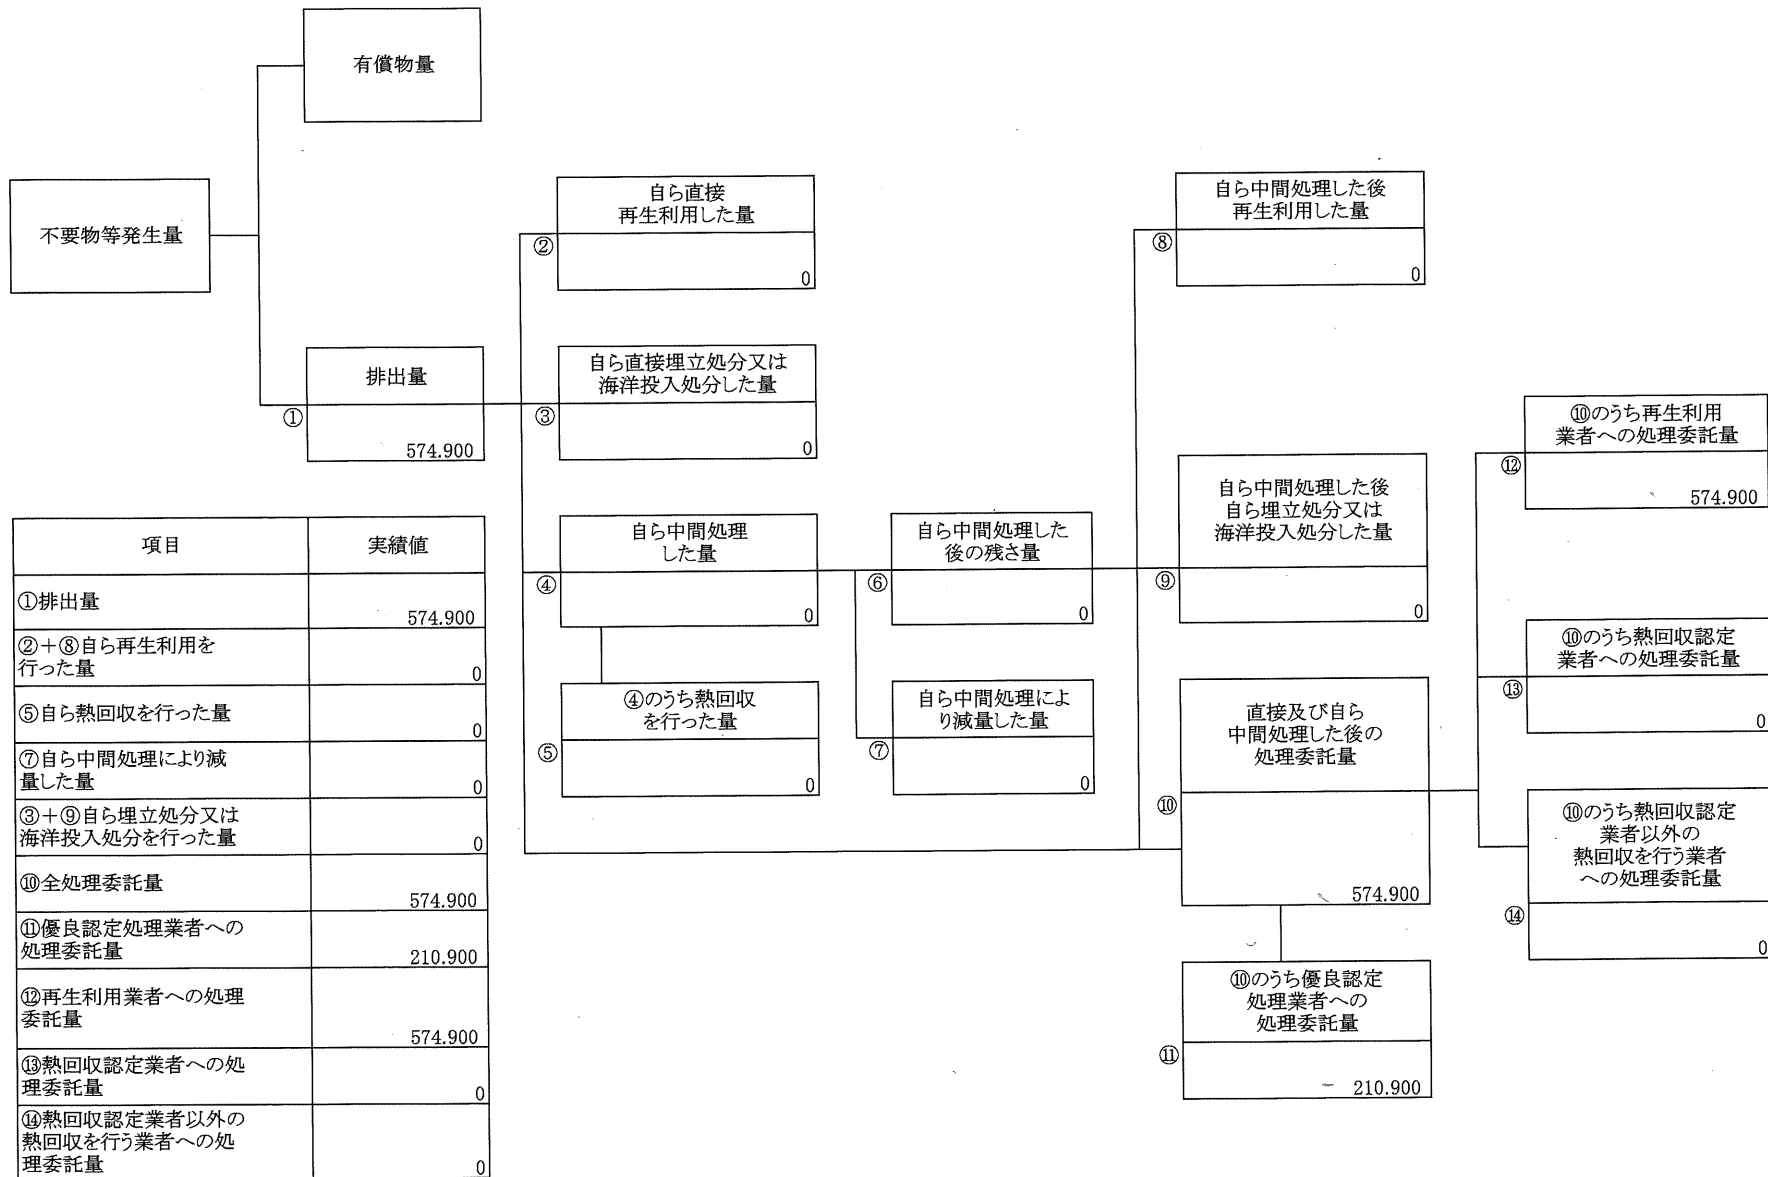 有償物量
不要物等発生量
自ら直接
再生利用した量
②
0
自ら中間処理した後
再生利用した量
⑧
0
排出量
①
574.900
自ら直接埋立処分又は
海洋投入処分した量
③
0
⑩のうち再生利用
業者への処理委託量
⑫
574.900
自ら中間処理
した量
④
0
自ら中間処理した
後の残さ量
⑥
0
自ら中間処理した後
自ら埋立処分又は
海洋投入処分した量
⑨
0
⑩のうち熱回収認定
業者への処理委託量
⑬
0
④のうち熱回収
を行った量
⑤
0
自ら中間処理によ
り減量した量
⑦
0
直接及び自ら
中間処理した後の
処理委託量
⑩
574.900
⑩のうち熱回収認定
業者以外の
熱回収を行う業者
への処理委託量
⑭
0
⑩のうち優良認定
処理業者への
処理委託量
⑪
210.900
項目 実績値
①排出量
574.900
②+⑧自ら再生利用を
行った量
0
⑤自ら熱回収を行った量
0
⑦自ら中間処理により減
量した量
0
③+⑨自ら埋立処分又は
海洋投入処分を行った量
0
⑩全処理委託量
574.900
⑪優良認定処理業者への
処理委託量
210.900
⑫再生利用業者への処理
委託量
574.900
⑬熱回収認定業者への処
理委託量
0
⑭熱回収認定業者以外の
熱回収を行う業者への処
理委託量
0